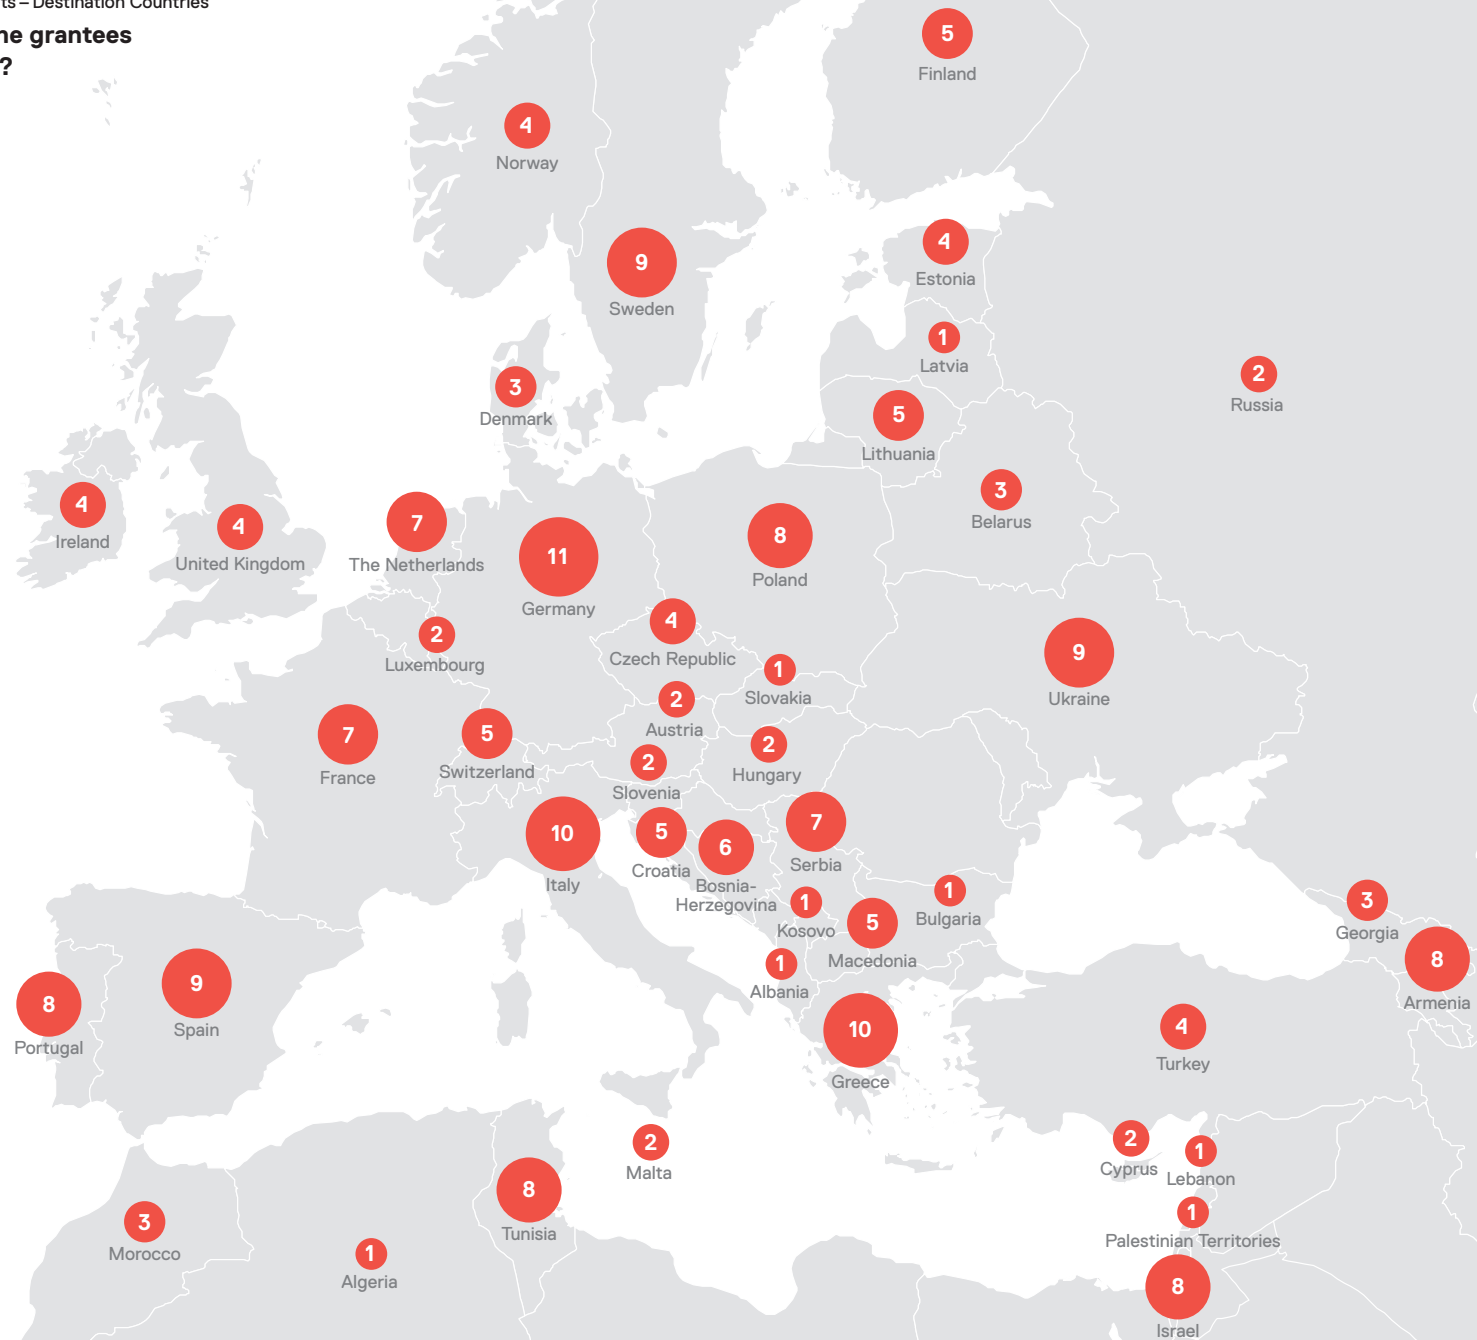 ts – Destination Countries
ne grantees
?
5
Finland
4
Norway
9
Sweden
4
Estonia
1
Latvia
2
Russia
3
Denmark
5
Lithuania
3
Belarus
4
Ireland
4
United Kingdom
7
The Netherlands
11
Germany
8
Poland
4
Czech Republic
2
Luxembourg
1
Slovakia
9
Ukraine
2
Austria
7
France
5
Switzerland
2
Slovenia
2
Hungary
10
Italy
5
Croatia
6
Bosnia-
Herzegovina
7
Serbia
1
Kosovo
5
Macedonia
1
Bulgaria
3
Georgia
8
Armenia
1
Albania
8
Portugal
9
Spain
10
Greece
4
Turkey
2
Malta
2
Cyprus
1
Lebanon
3
Morocco
1
Algeria
8
Tunisia
1
Palestinian Territories
8
Israel